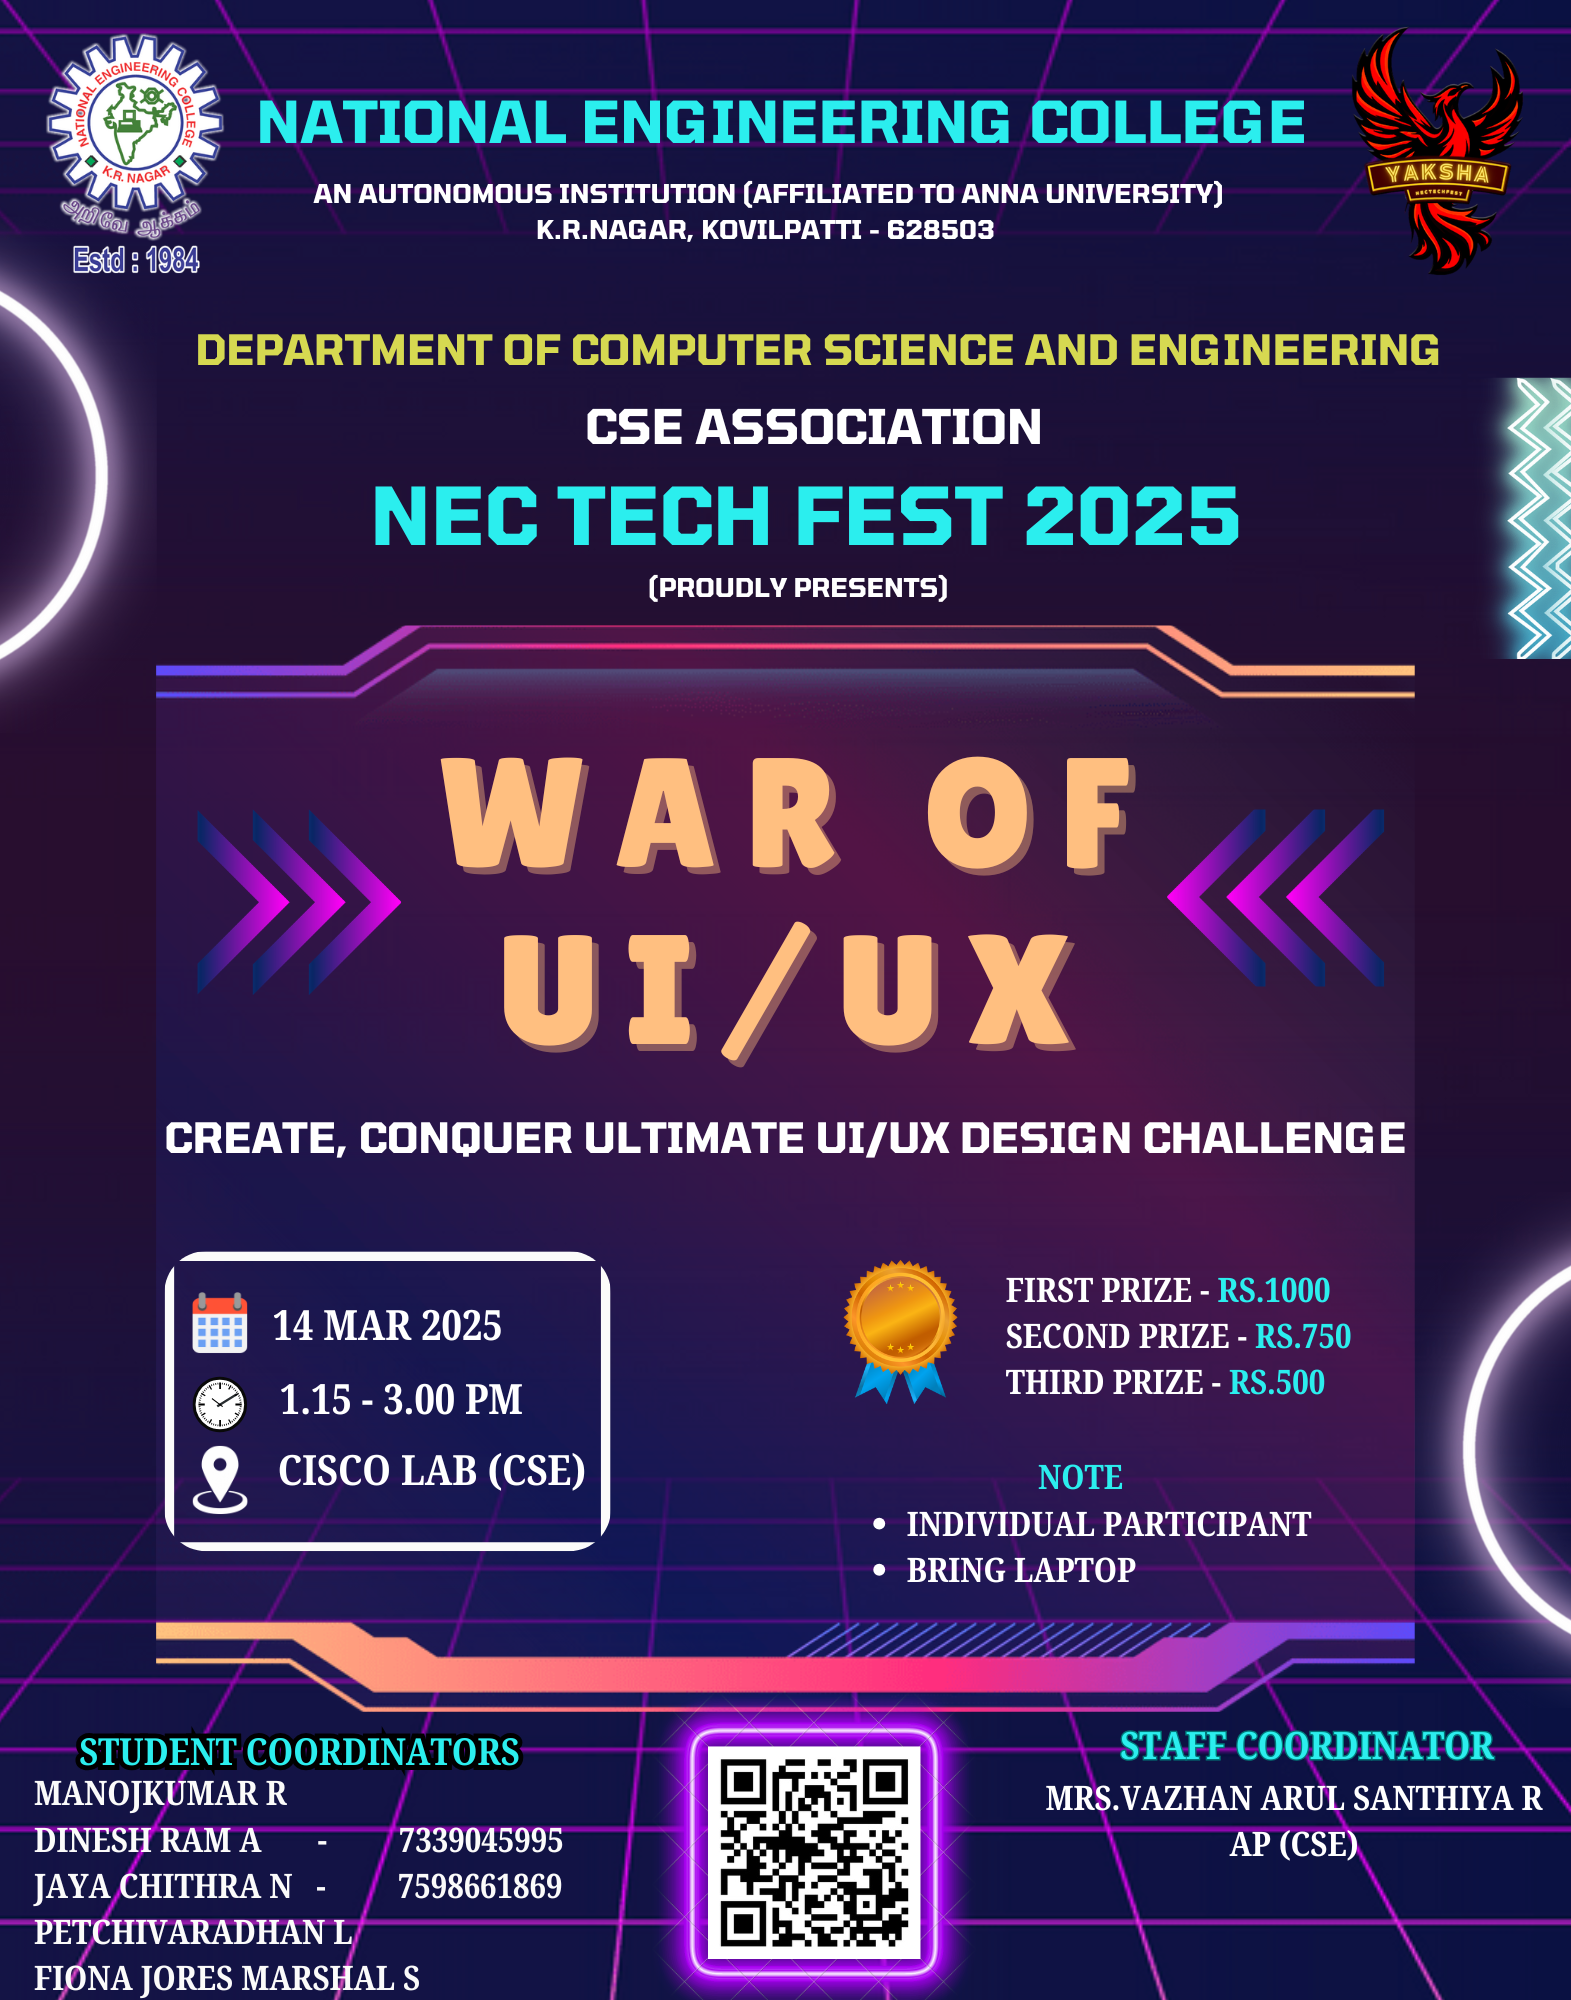 NATIONAL ENGINEERING COLLEGE
K.R. NAGAR
அறிவே ஆக்கம்
Estd : 1984
NATIONAL ENGINEERING COLLEGE
AN AUTONOMOUS INSTITUTION (AFFILIATED TO ANNA UNIVERSITY)
K.R.NAGAR, KOVILPATTI - 628503
YAKSHA
NECTECHFEST
DEPARTMENT OF COMPUTER SCIENCE AND ENGINEERING
CSE ASSOCIATION
NEC TECH FEST 2025
(PROUDLY PRESENTS)
WAR OF
UI/UX
CREATE, CONQUER ULTIMATE UI/UX DESIGN CHALLENGE
14 MAR 2025
1.15 - 3.00 PM
CISCO LAB (CSE)
FIRST PRIZE - RS.1000
SECOND PRIZE - RS.750
THIRD PRIZE - RS.500
NOTE
• INDIVIDUAL PARTICIPANT
• BRING LAPTOP
STUDENT COORDINATORS
MANOJKUMAR R
DINESH RAM A - 7339045995
JAYA CHITHRA N - 7598661869
PETCHIVARADHAN L
FIONA JORES MARSHAL S
STAFF COORDINATOR
MRS.VAZHAN ARUL SANTHIYA R
AP (CSE)